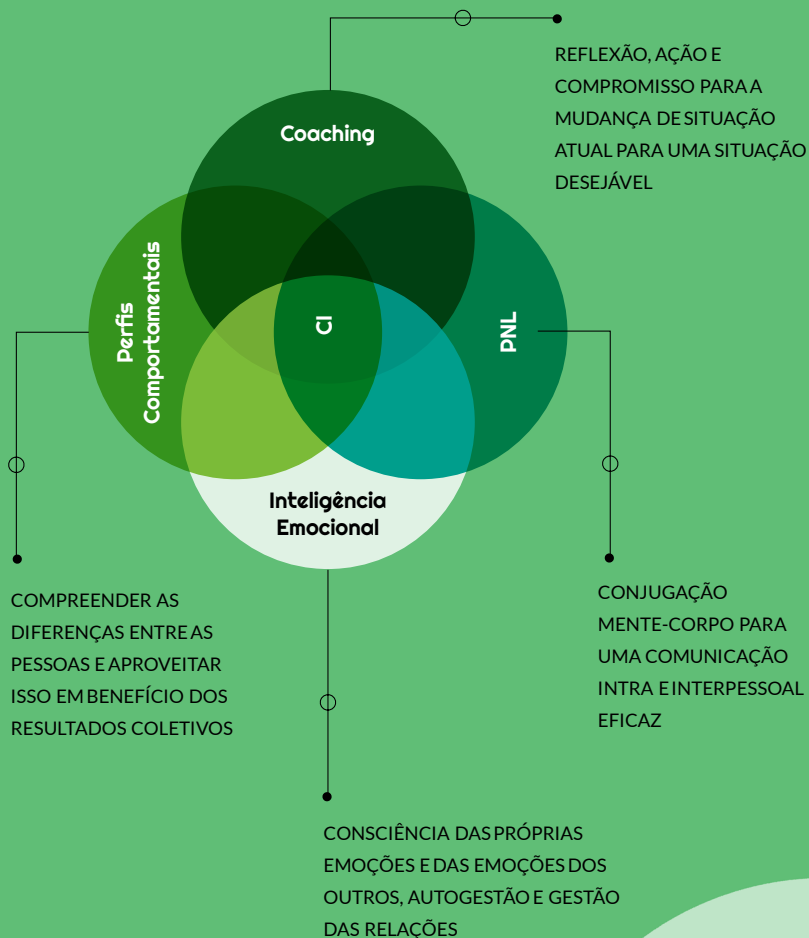 REFLEXÃO, AÇÃO E
COMPROMISSO PARA A
MUDANÇA DE SITUAÇÃO
ATUAL PARA UMA SITUAÇÃO
DESEJÁVEL
Coaching
Perfis
Comportamentais
CI
PNL
Inteligência
Emocional
COMPREENDER AS
DIFERENÇAS ENTRE AS
PESSOAS E APROVEITAR
ISSO EM BENEFÍCIO DOS
RESULTADOS COLETIVOS
CONJUGAÇÃO
MENTE-CORPO PARA
UMA COMUNICAÇÃO
INTRA E INTERPESSOAL
EFICAZ
CONSCIÊNCIA DAS PRÓPRIAS
EMOÇÕES E DAS EMOÇÕES DOS
OUTROS, AUTOGESTÃO E GESTÃO
DAS RELAÇÕES